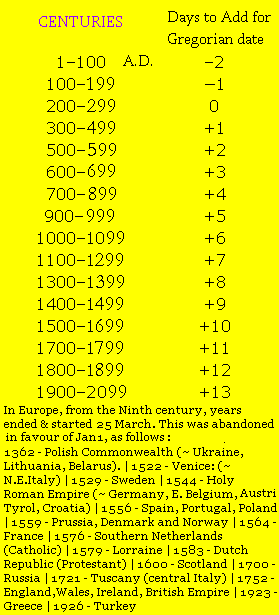 CENTURIES Days to Add for
Gregorian date
1–100 A.D. –2
100–199 –1
200–299 0
300–499 +1
500–599 +2
600–699 +3
700–899 +4
900–999 +5
1000–1099 +6
1100–1299 +7
1300–1399 +8
1400–1499 +9
1500–1699 +10
1700–1799 +11
1800–1899 +12
1900–2099 +13
In Europe, from the Ninth century, years
ended & started 25 March. This was abandoned
in favour of Jan1, as follows :
1362 - Polish Commonwealth (~ Ukraine,
Lithuania, Belarus). | 1522 - Venice: (~
N.E.Italy) | 1529 - Sweden | 1544 - Holy
Roman Empire (~ Germany, E. Belgium, Austri
Tyrol, Croatia) | 1556 - Spain, Portugal, Poland
| 1559 - Prussia, Denmark and Norway | 1564 -
France | 1576 - Southern Netherlands
(Catholic) | 1579 - Lorraine | 1583 - Dutch
Republic (Protestant) | 1600 - Scotland | 1700 -
Russia | 1721 - Tuscany (central Italy) | 1752 -
England,Wales, Ireland, British Empire | 1923 -
Greece | 1926 - Turkey